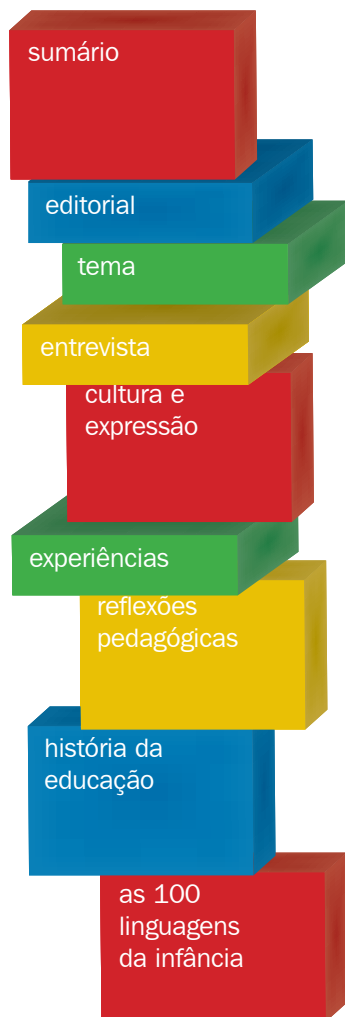 sumário
editorial
tema
entrevista
cultura e
expressão
experiências
reflexões
pedagógicas
história da
educação
as 100
linguagens
da infância